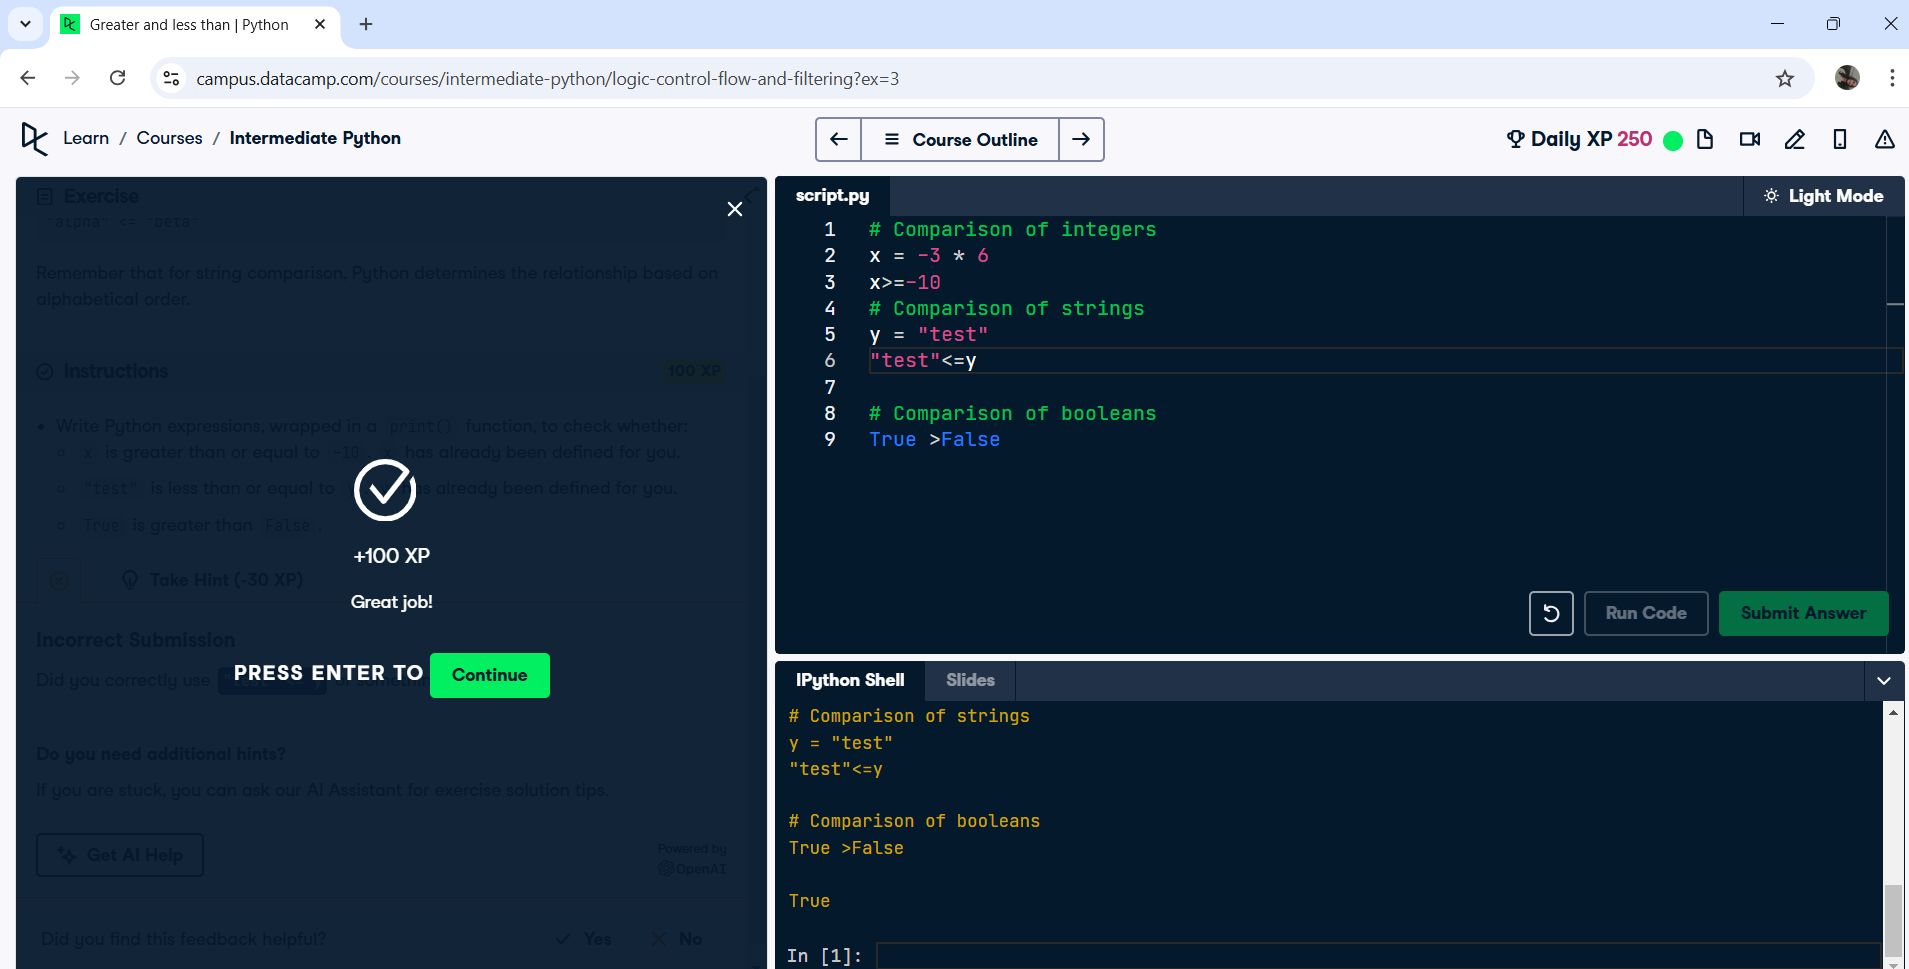 Greater and less than | Python
campus.datacamp.com/courses/intermediate-python/logic-control-flow-and-filtering?ex=3
Learn / Courses / Intermediate Python
Course Outline
Daily XP 250
Exercise
"alpha" <= "beta"
Remember that for string comparison, Python determines the relationship based on
alphabetical order.
Instructions
100 XP
• Write Python expressions, wrapped in a print() function, to check whether:
x is greater than or equal to -10. has already been defined for you.
"test" is less than or equal to has already been defined for you.
True is greater than False.
+100 XP
Take Hint (-30 XP)
Great job!
Incorrect Submission
Did you correctly use
PRESS ENTER TO Continue
Do you need additional hints?
If you are stuck, you can ask our AI Assistant for exercise solution tips.
Get AI Help
Powered by
OpenAI
Did you find this feedback helpful?
Yes
No
script.py
Light Mode
1 # Comparison of integers
2 x = -3 * 6
3 x>=-10
4 # Comparison of strings
5 y = "test"
6 "test"<=y
7
8 # Comparison of booleans
9 True >False
Run Code
Submit Answer
IPython Shell
Slides
# Comparison of strings
y = "test"
"test"<=y
# Comparison of booleans
True >False
True
In [1]: